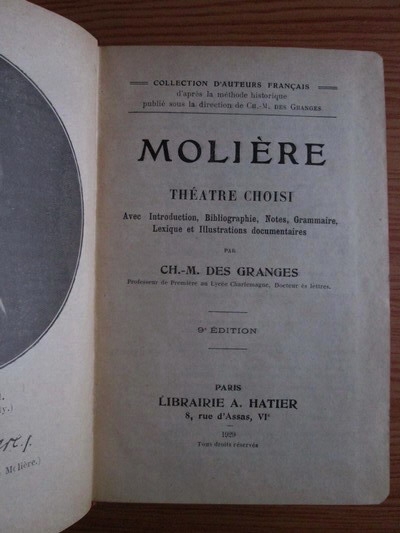 COLLECTION D'AUTEURS FRANÇAIS
d'après la méthode historique
publié sous la direction de CH.-M. DES GRANGES
MOLIÈRE
THÉATRE CHOISI
Avec Introduction, Bibliographie, Notes, Grammaire,
Lexique et Illustrations documentaires
PAR
CH.-M. DES GRANGES
Professeur de Première au Lycée Charlemagne, Docteur ès lettres.
9e ÉDITION
PARIS
LIBRAIRIE A. HATIER
8, rue d'Assas, VIe
1929
Tous droits réservés
Molière.)